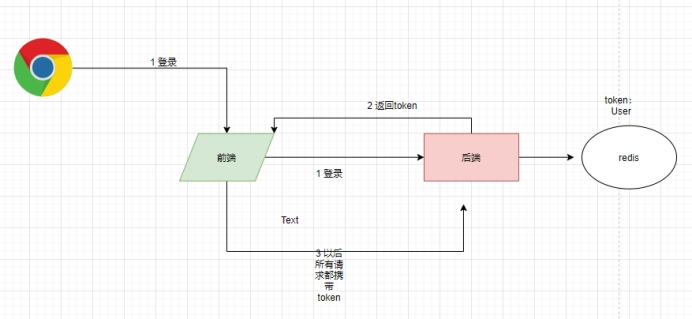 1 登录
2 返回token
token：
User
前端
后端
redis
1 登录
Text
3 以后
所有请
求都携
带
token